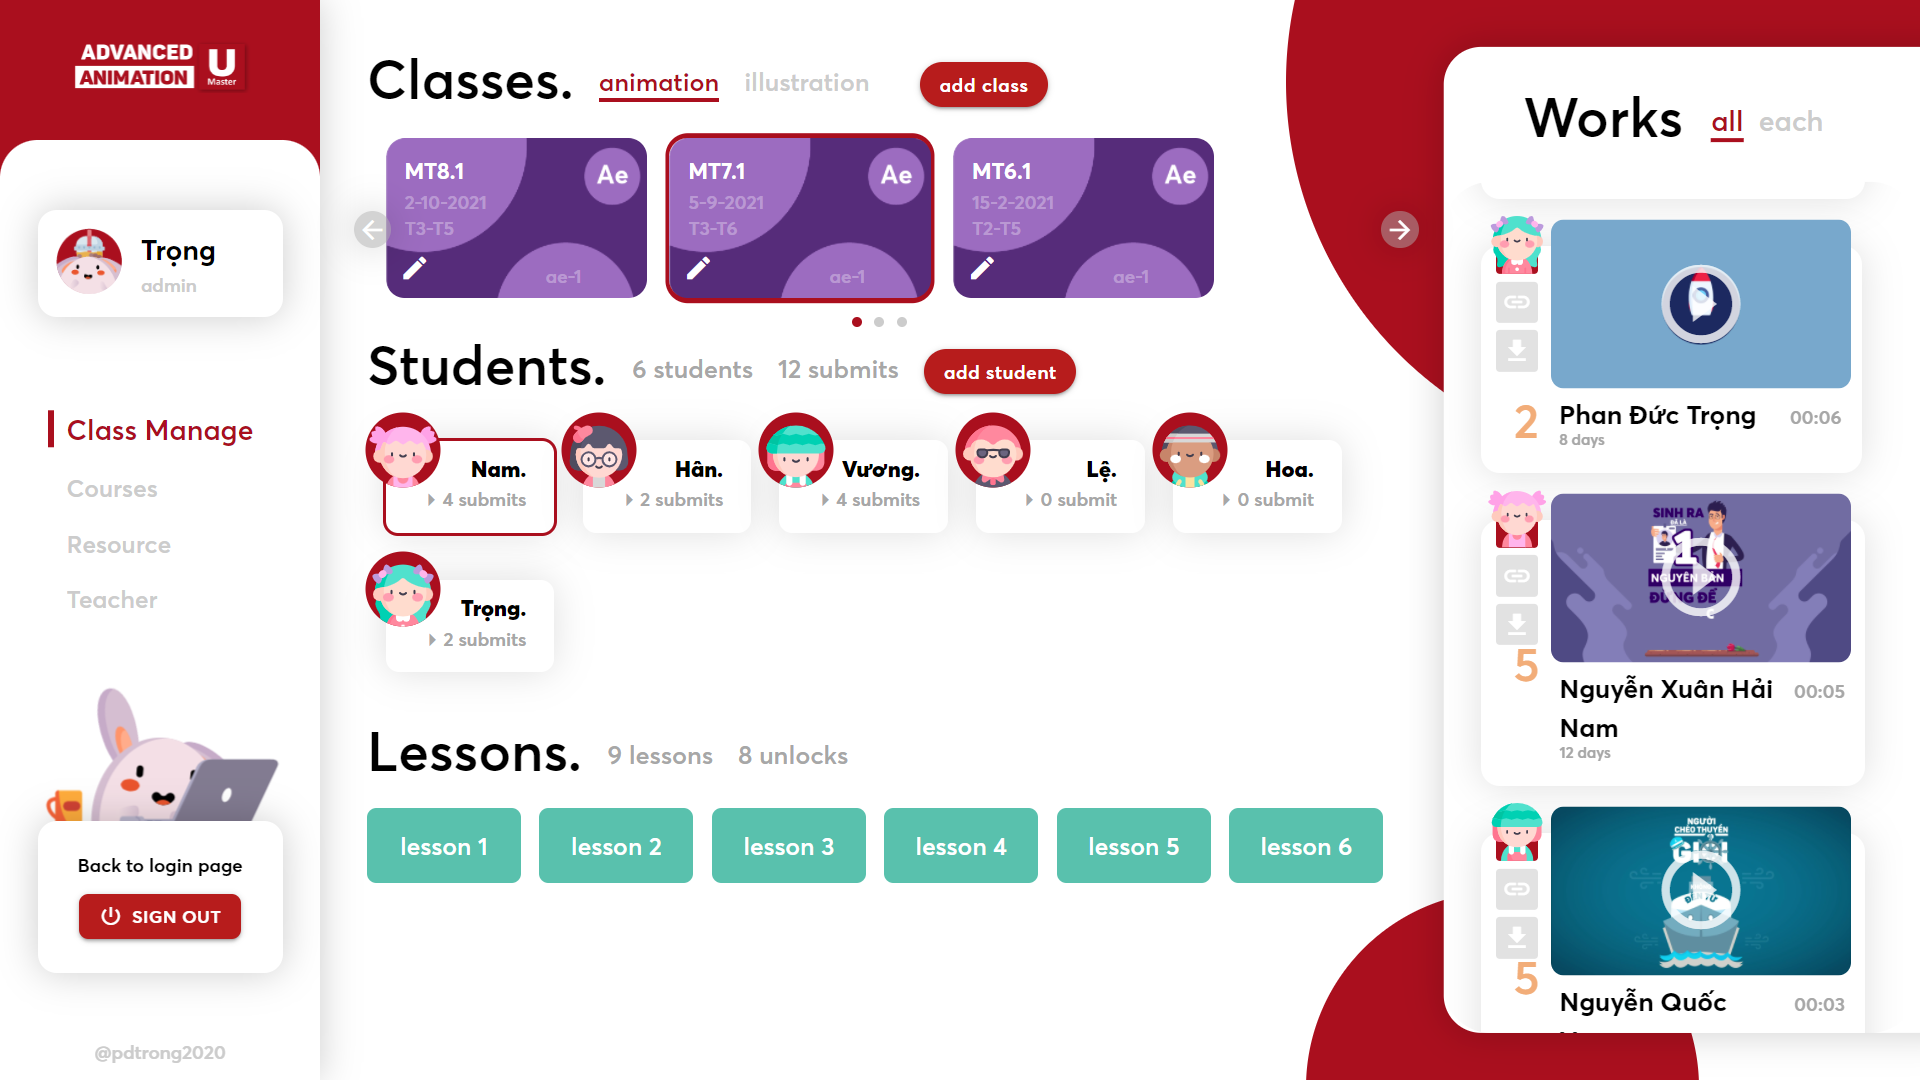 ADVANCED
ANIMATION
U
Master
Trọng
admin
Class Manage
Courses
Resource
Teacher
Back to login page
SIGN OUT
@pdtrong2020
Classes.
animation
illustration
add class
MT8.1
2-10-2021
T3-T5
Ae
ae-1
MT7.1
5-9-2021
T3-T6
Ae
ae-1
MT6.1
15-2-2021
T2-T5
Ae
ae-1
Students.
6 students
12 submits
add student
Nam.
4 submits
Hân.
2 submits
Vương.
4 submits
Lệ.
0 submit
Hoa.
0 submit
Trọng.
2 submits
Lessons.
9 lessons
8 unlocks
lesson 1
lesson 2
lesson 3
lesson 4
lesson 5
lesson 6
Works
all
each
2
Phan Đức Trọng
00:06
8 days
SINH RA
ĐÃ LÀ
1
NGUYÊN BẢN
ĐỪNG ĐỂ
5
Nguyễn Xuân Hải
Nam
00:05
12 days
NGƯỜI
CHÈO THUYỀN
5
Nguyễn Quốc
00:03